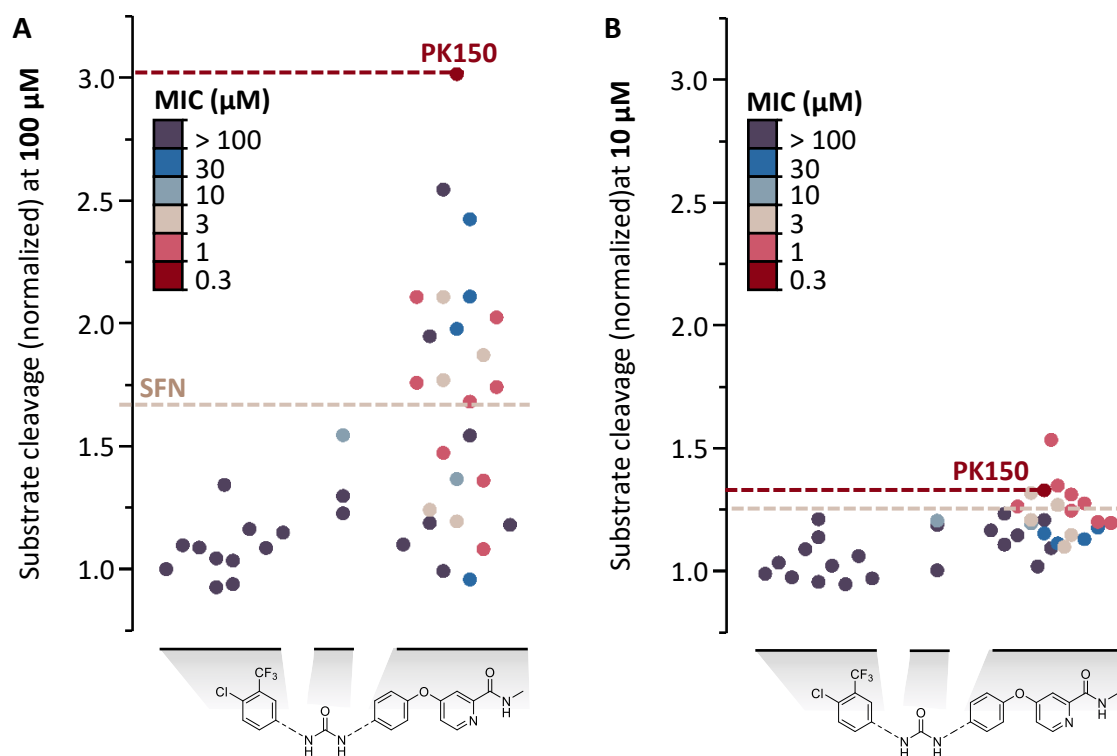 A
Substrate cleavage (normalized) at 100 µM
3.0
2.5
2.0
1.5
1.0
PK150
MIC (µM)
> 100
30
10
3
1
0.3
SFN
CF3
Cl
O
N
H
N
H
O
O
N
N
H
B
Substrate cleavage (normalized)at 10 µM
3.0
2.5
2.0
1.5
1.0
MIC (µM)
> 100
30
10
3
1
0.3
PK150
CF3
Cl
O
N
H
N
H
O
O
N
N
H